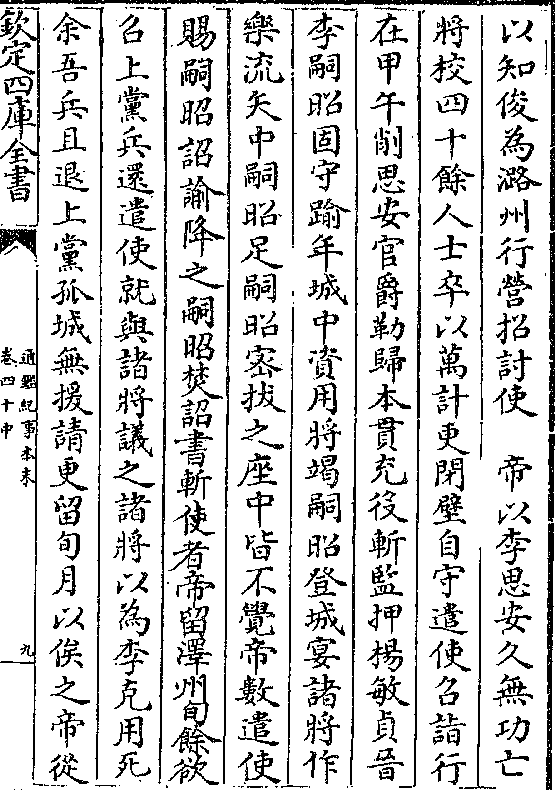 以知俊為潞州行營招討使　帝以李思安久無功亡
將校四十餘人士卒以萬計更閉壁自守遣使召詣行
在甲午削思安官爵勒歸本貫充役斬監押楊敏貞晉
李嗣昭固守踰年城中資用將竭嗣昭登城宴諸將作
樂流矢中嗣昭足嗣昭密拔之座中皆不覺帝數遣使
賜嗣昭詔諭降之嗣昭焚詔書斬使者帝留澤州旬餘欲
召上黨兵還遣使就與諸將議之諸將以為李克用死
余吾兵且退上黨孤城無援請更留旬月以俟之帝從
欽定四庫全書
通鑑紀事本末
卷四十中
九